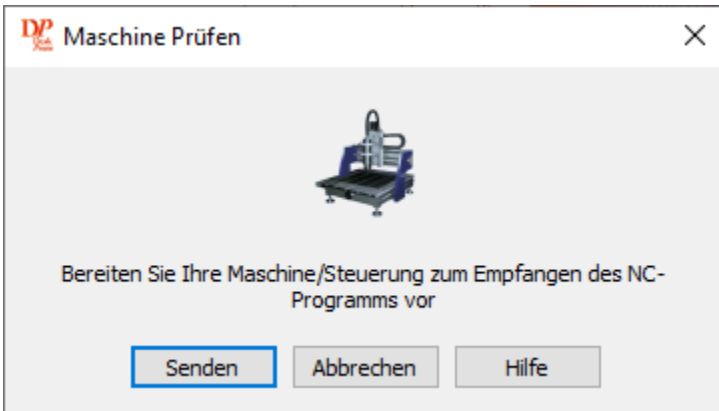 DP
Maschine Prüfen
Bereiten Sie Ihre Maschine/Steuerung zum Empfangen des NC-
Programms vor
Senden Abbrechen Hilfe